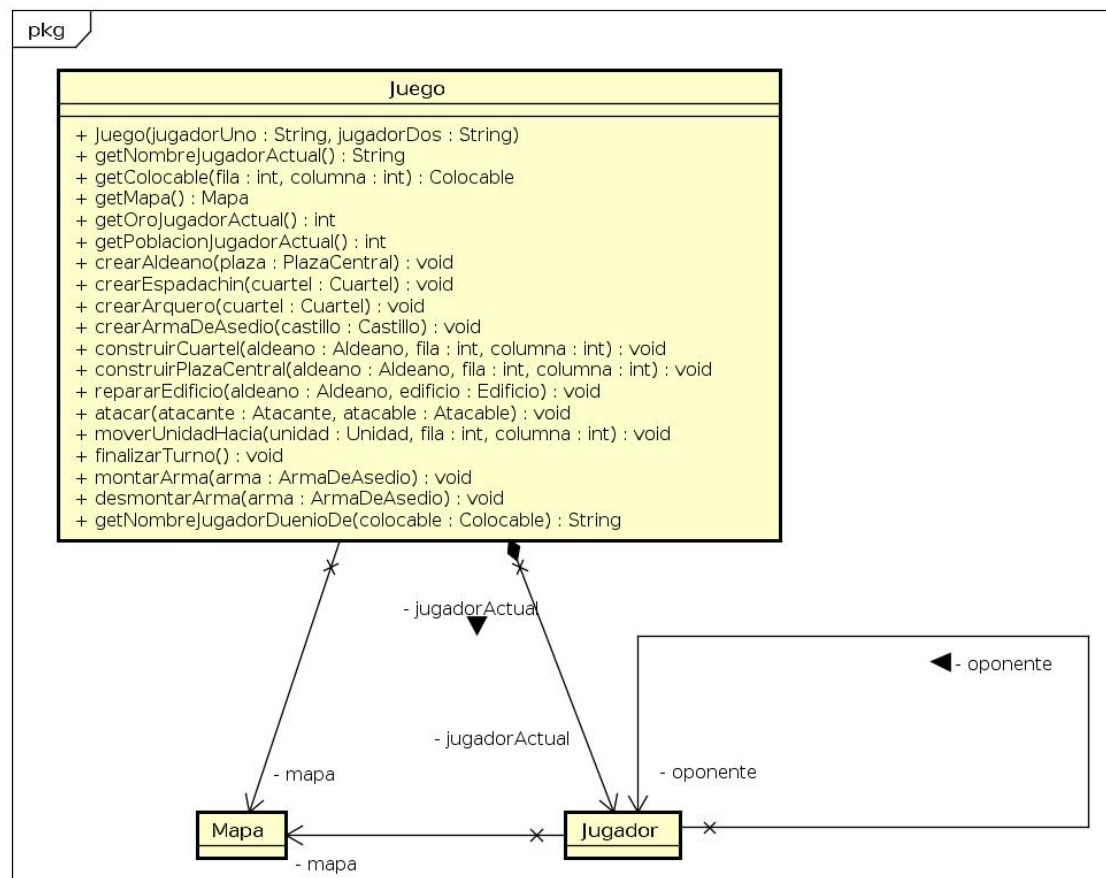 pkg
Juego
+ Juego(jugadorUno : String, jugadorDos : String)
+ getNombreJugadorActual() : String
+ getColocable(fila : int, columna : int) : Colocable
+ getMapa() : Mapa
+ getOroJugadorActual() : int
+ getPoblacionJugadorActual() : int
+ crearAldeano(plaza : PlazaCentral) : void
+ crearEspadachin(cuartel : Cuartel) : void
+ crearArquero(cuartel : Cuartel) : void
+ crearArmaDeAsedio(castillo : Castillo) : void
+ construirCuartel(aldeano : Aldeano, fila : int, columna : int) : void
+ construirPlazaCentral(aldeano : Aldeano, fila : int, columna : int) : void
+ repararEdificio(aldeano : Aldeano, edificio : Edificio) : void
+ atacar(atacante : Atacante, atacable : Atacable) : void
+ moverUnidadHacia(unidad : Unidad, fila : int, columna : int) : void
+ finalizarTurno() : void
+ montarArma(arma : ArmaDeAsedio) : void
+ desmontarArma(arma : ArmaDeAsedio) : void
+ getNombreJugadorDuenioDe(colocable : Colocable) : String
- jugadorActual
- oponente
- jugadorActual
- mapa
- oponente
Mapa
Jugador
- mapa